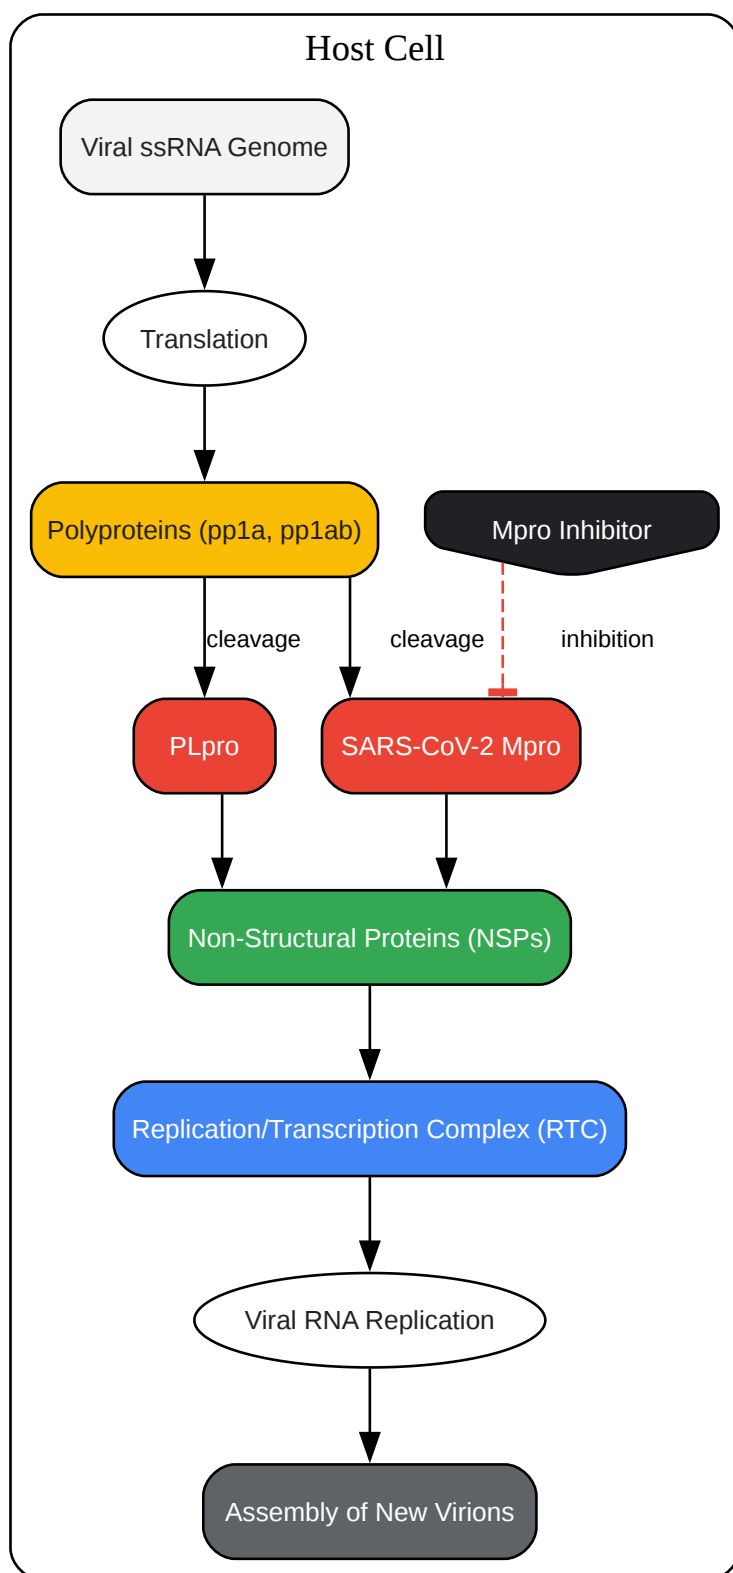 Host Cell
Viral ssRNA Genome
Translation
Polyproteins (pp1a, pp1ab)
Mpro Inhibitor
cleavage
cleavage
inhibition
PLpro
SARS-CoV-2 Mpro
Non-Structural Proteins (NSPs)
Replication/Transcription Complex (RTC)
Viral RNA Replication
Assembly of New Virions